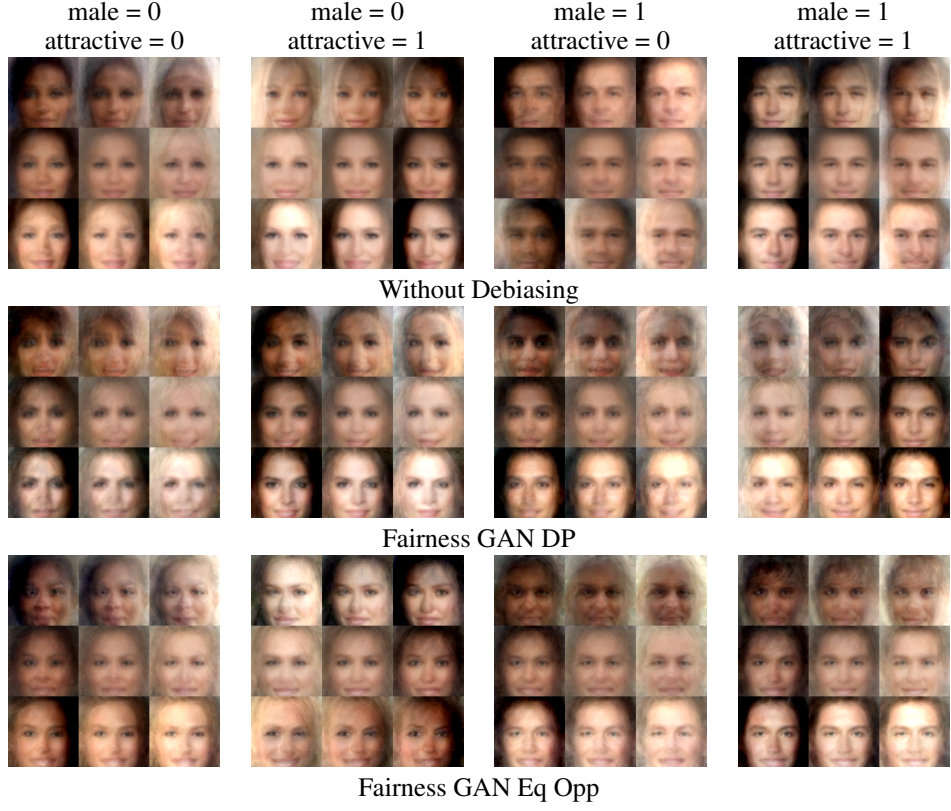 male = 0 male = 0 male = 1 male = 1
attractive = 0 attractive = 1 attractive = 0 attractive = 1
Without Debiasing
Fairness GAN DP
Fairness GAN Eq Opp